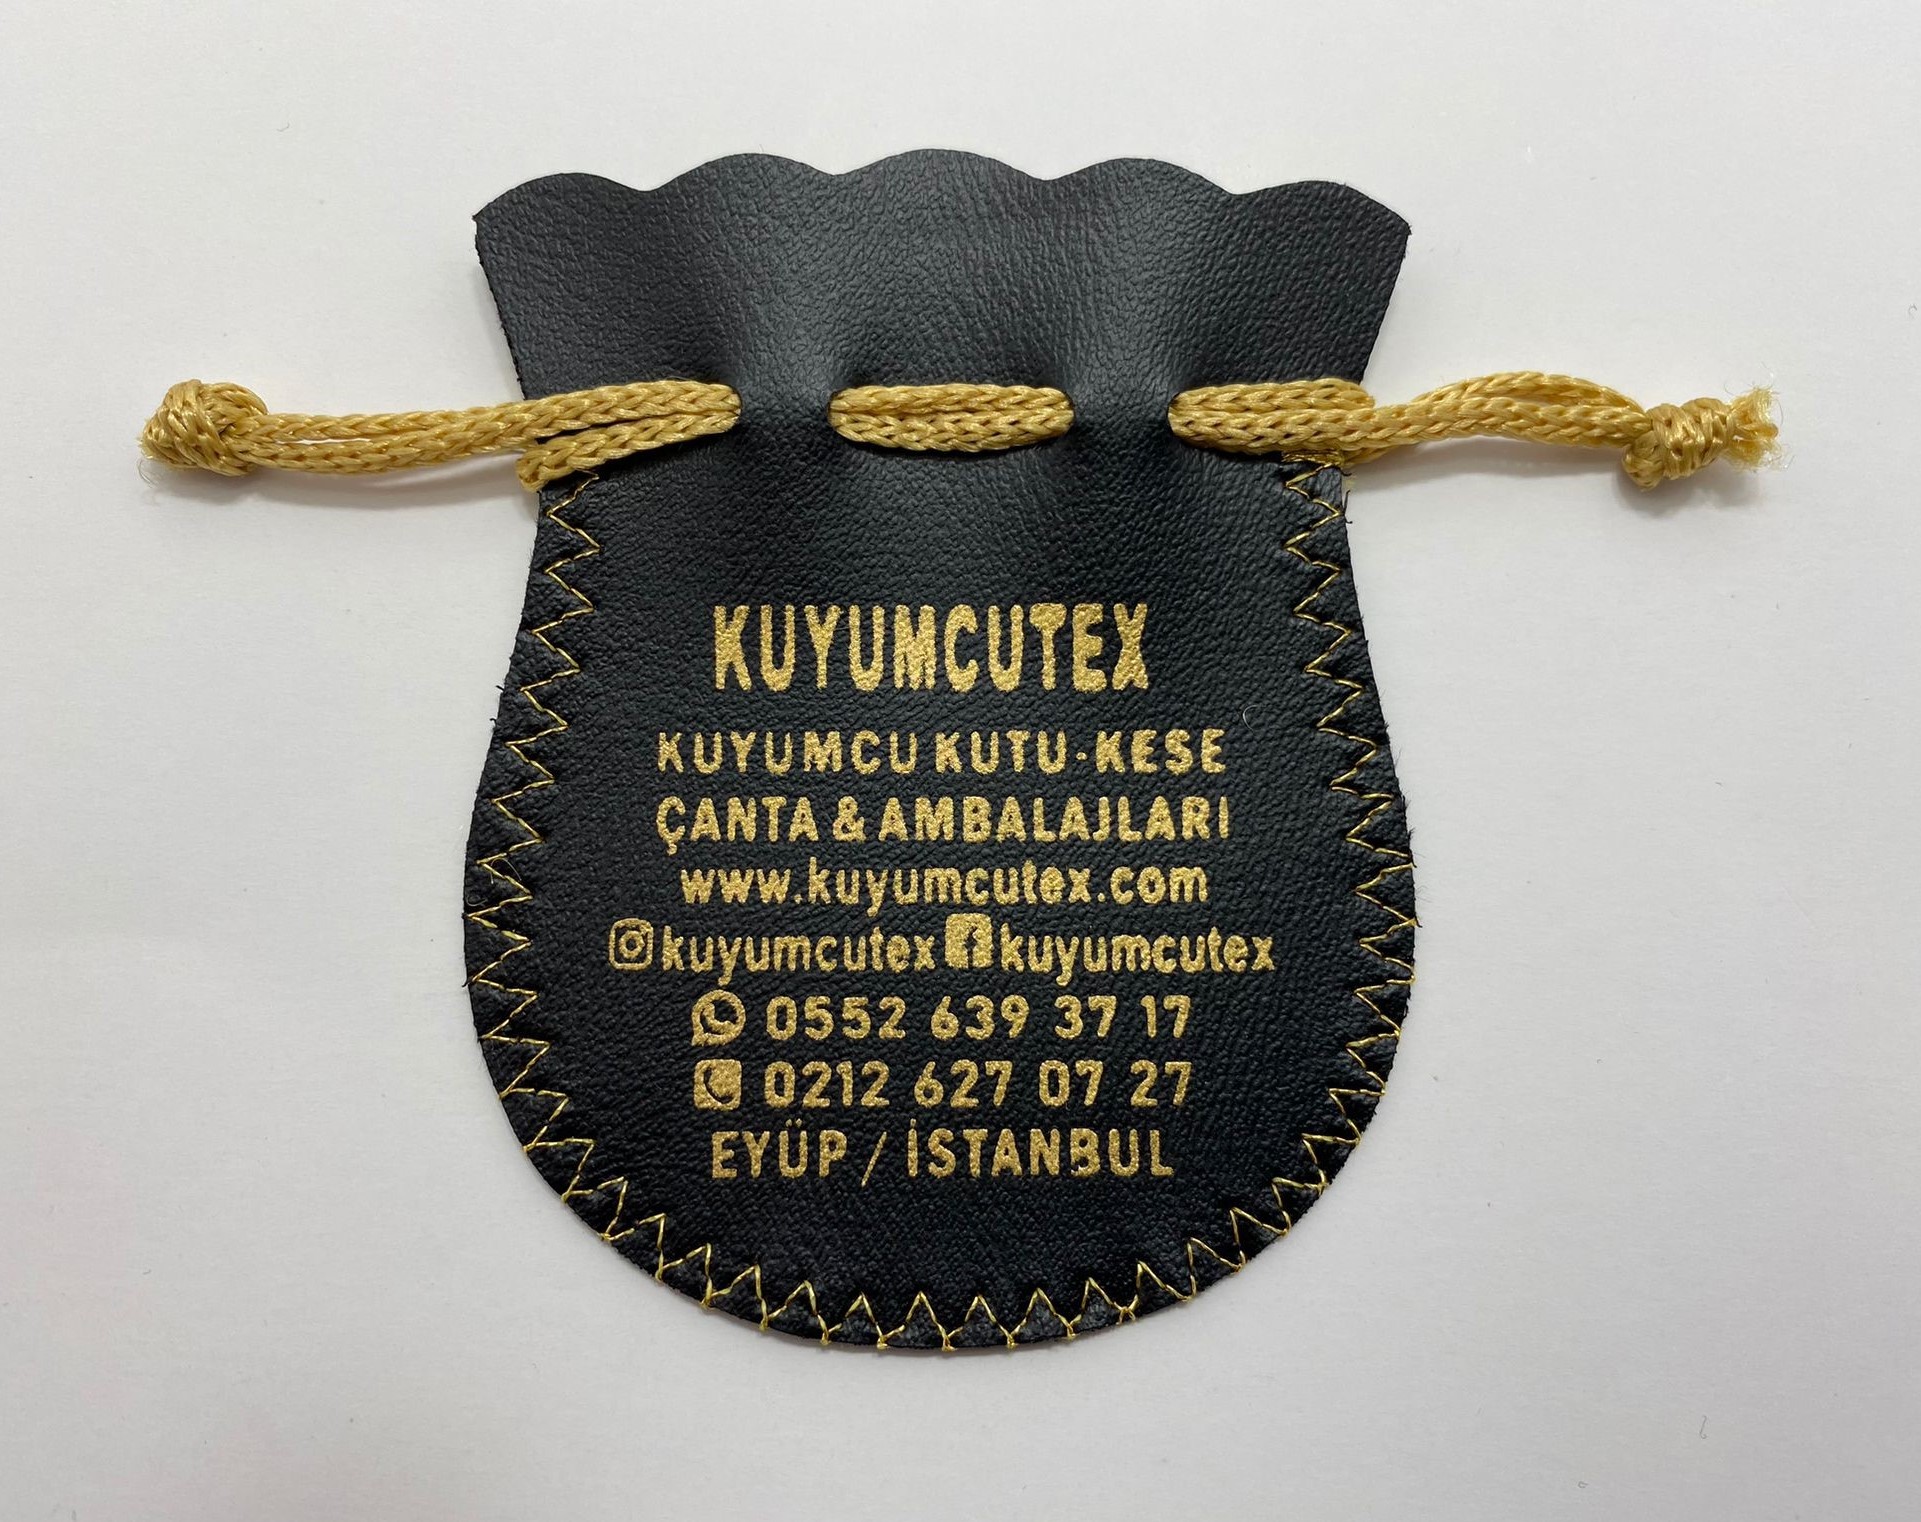 KUYUMCUTEX
KUYUMCU KUTU-KESE
ÇANTA & AMBALAJLARI
www.kuyumcutex.com
kuyumcutex kuyumcutex
0552 639 37 17
0212 627 07 27
EYÜP / İSTANBUL